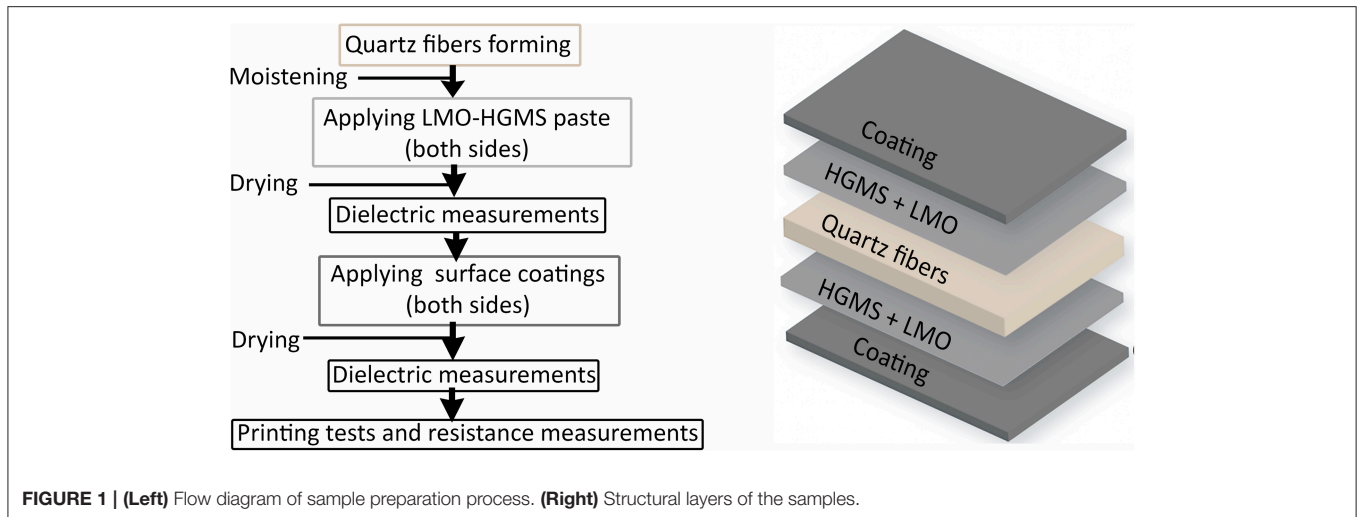 Quartz fibers forming
Moistening
Applying LMO-HGMS paste
(both sides)
Drying
Dielectric measurements
Applying surface coatings
(both sides)
Drying
Dielectric measurements
Printing tests and resistance measurements
Coating
HGMS + LMO
Quartz fibers
HGMS + LMO
Coating
FIGURE 1 | (Left) Flow diagram of sample preparation process. (Right) Structural layers of the samples.